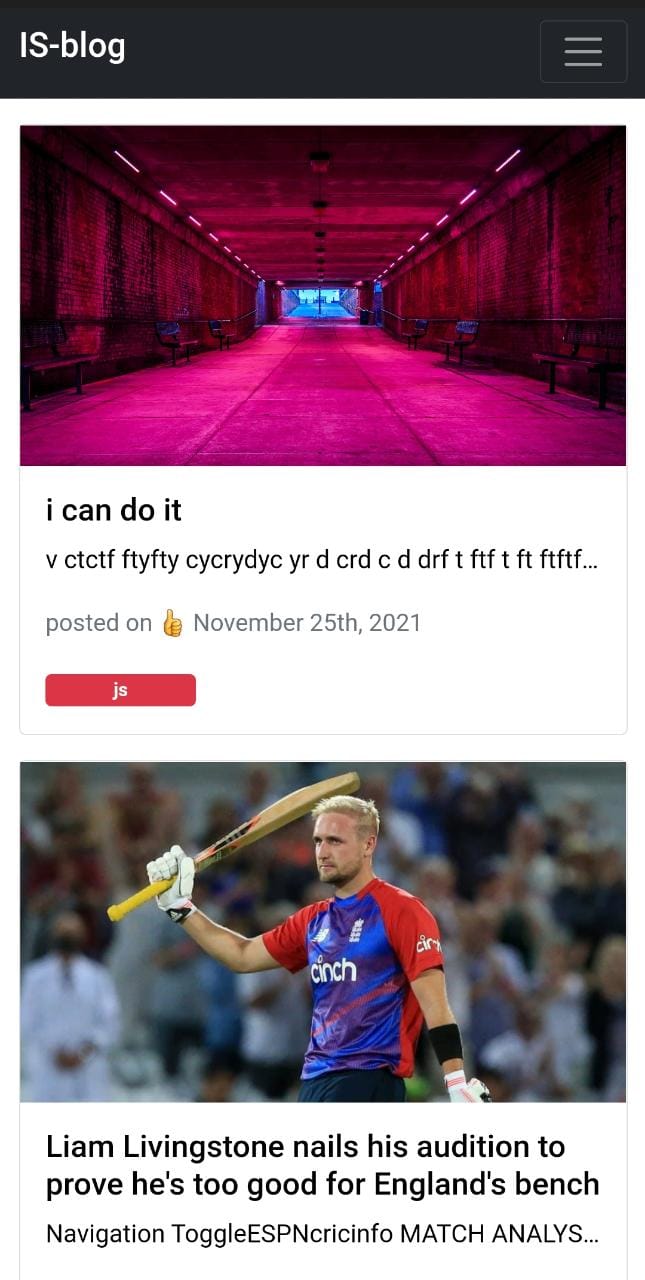 IS-blog
i can do it
v ctctf ftyfty cycrydyc yr d crd c d drf t ftf t ft ftftf...
posted on 👍 November 25th, 2021
js
cinch
Liam Livingstone nails his audition to
prove he's too good for England's bench
Navigation ToggleESPNcricinfo MATCH ANALYS...